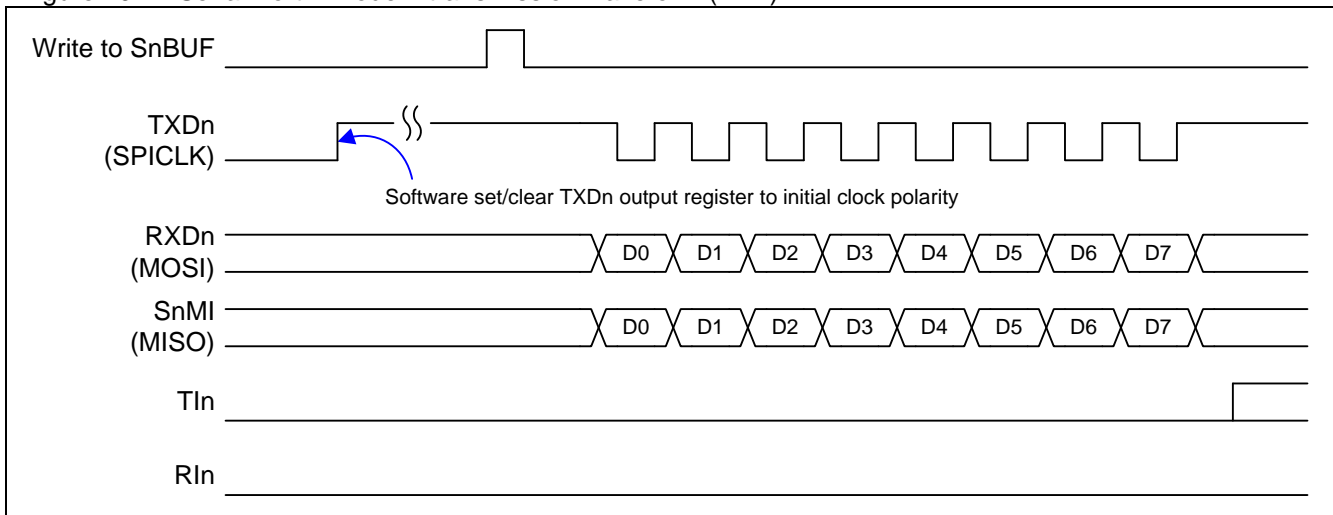 Write to SnBUF
TXDn
(SPICLK)
Software set/clear TXDn output register to initial clock polarity
RXDn
(MOSI)
D0 D1 D2 D3 D4 D5 D6 D7
SnMI
(MISO)
D0 D1 D2 D3 D4 D5 D6 D7
TIn
RIn